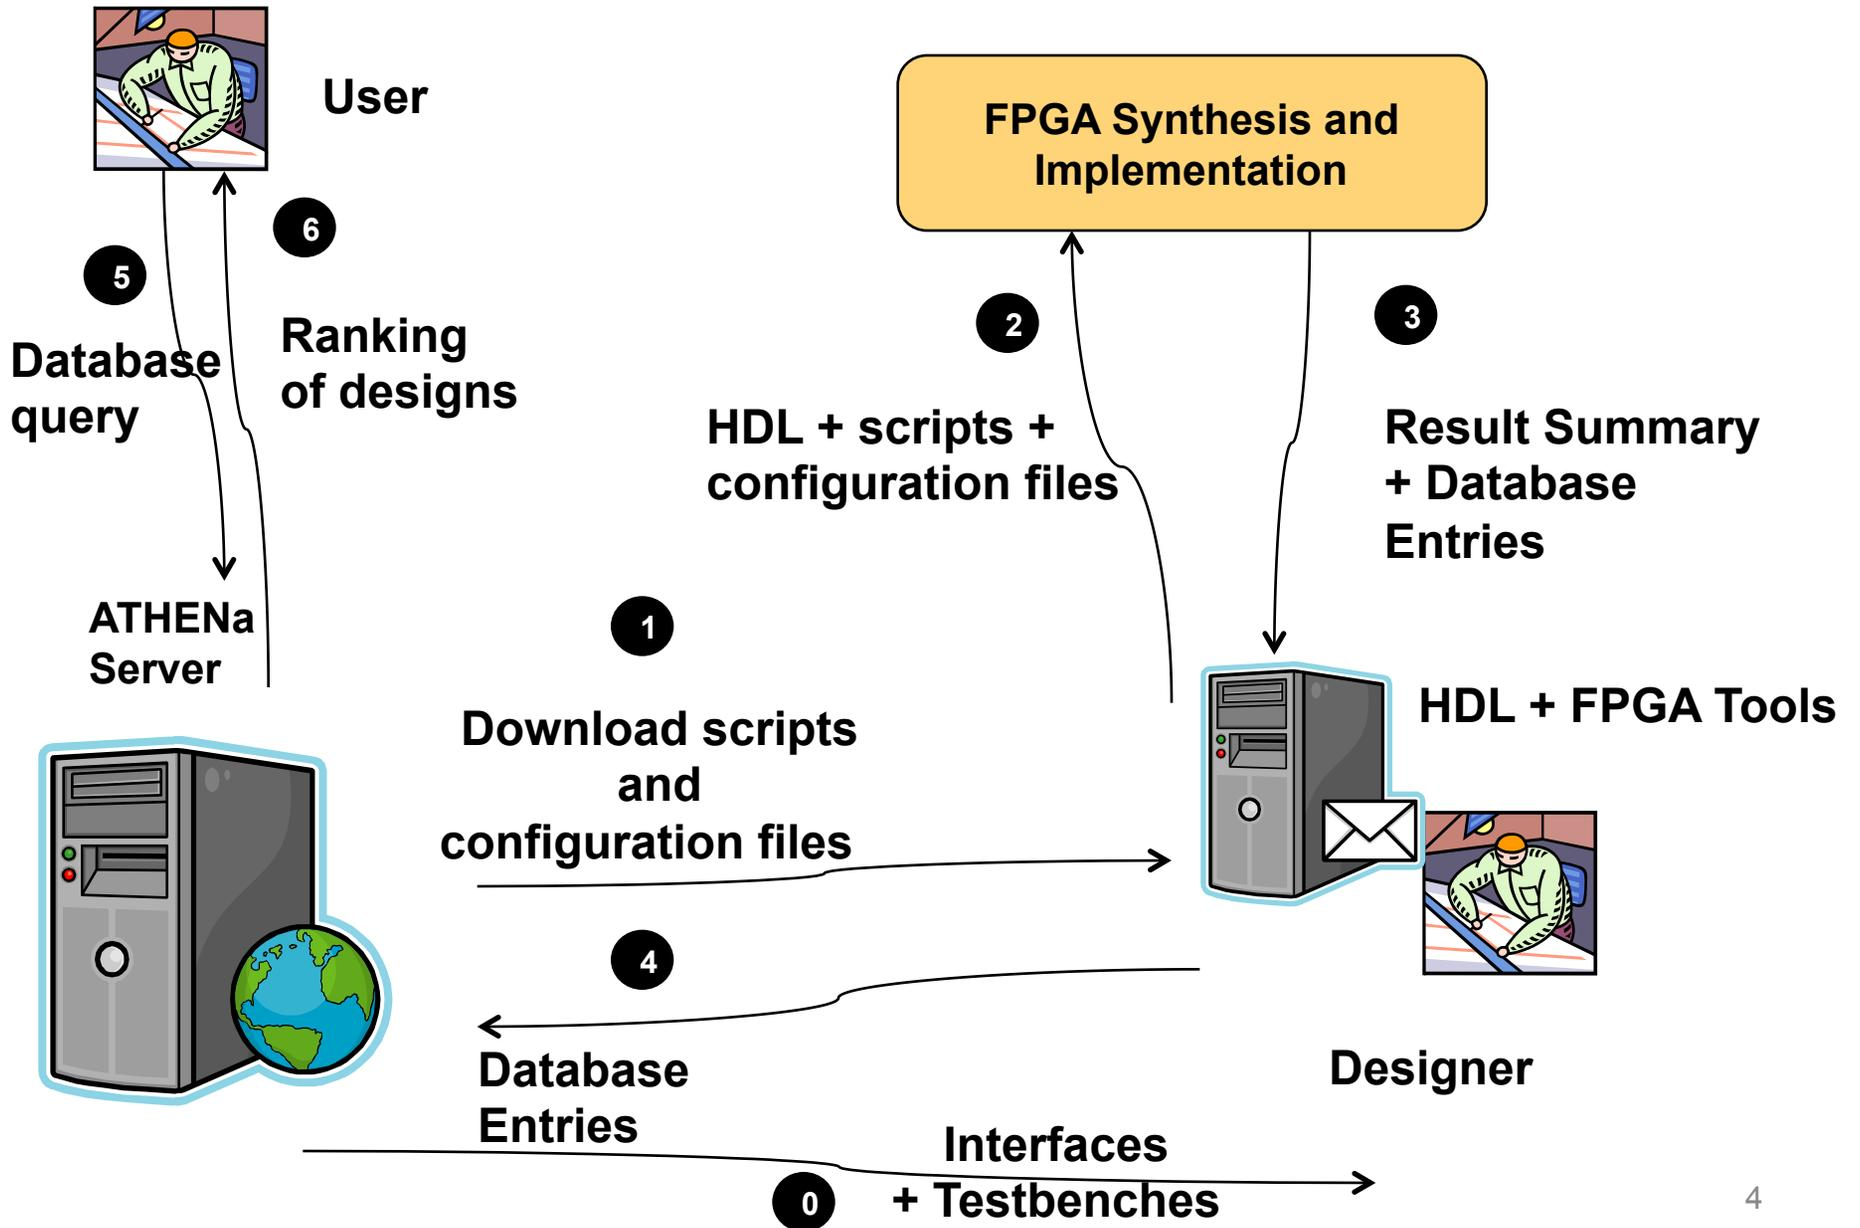 User
FPGA Synthesis and
Implementation
6
5
2
3
Database
query
Ranking
of designs
HDL + scripts +
configuration files
Result Summary
+ Database
Entries
ATHENa
Server
1
Download scripts
and
configuration files
HDL + FPGA Tools
4
Database
Entries
Designer
Interfaces
+ Testbenches
0
4